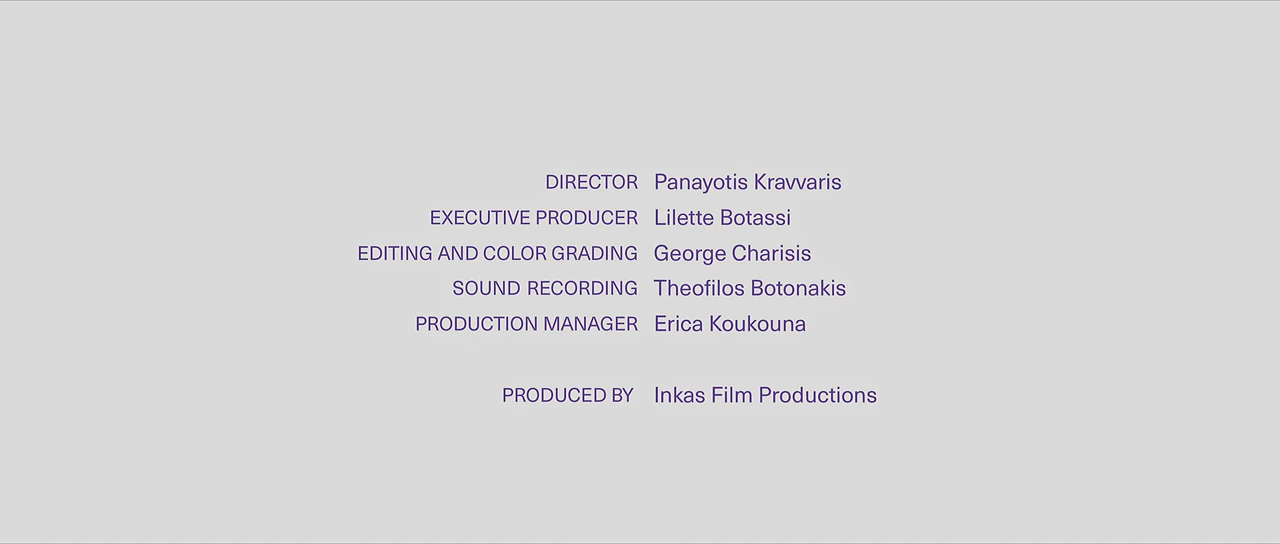 DIRECTOR Panayotis Kravvaris
EXECUTIVE PRODUCER Lilette Botassi
EDITING AND COLOR GRADING George Charisis
SOUND RECORDING Theofilos Botonakis
PRODUCTION MANAGER Erica Koukouna
PRODUCED BY Inkas Film Productions